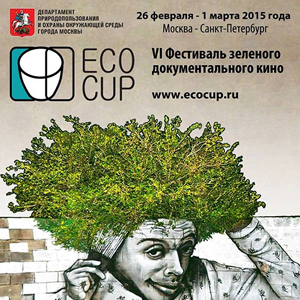 ДЕПАРТАМЕНТ
ПРИРОДОПОЛЬЗОВАНИЯ
И ОХРАНЫ ОКРУЖАЮЩЕЙ СРЕДЫ
ГОРОДА МОСКВЫ
26 февраля - 1 марта 2015 года
Москва - Санкт-Петербург
ECO
CUP
VI Фестиваль зеленого
документального кино
www.ecocup.ru